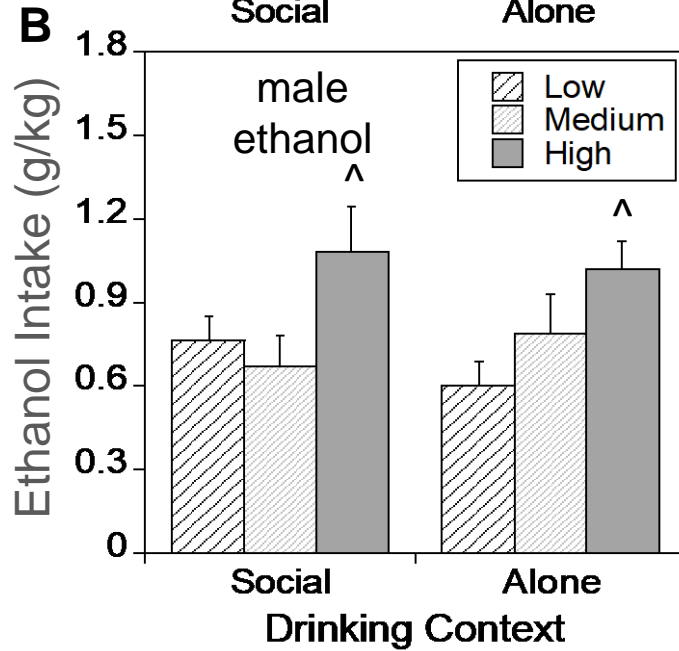 Social Alone
B
1.8
1.5
1.2
0.9
0.6
0.3
0
Ethanol Intake (g/kg)
male
ethanol
^
^
Low
Medium
High
Social Alone
Drinking Context